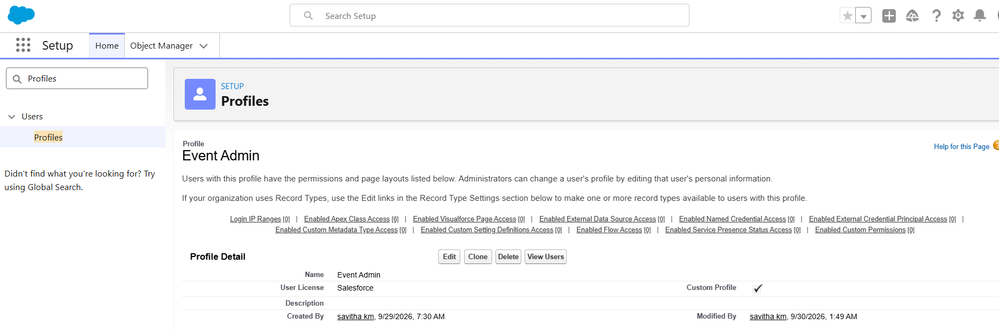 Search Setup
Setup
Home
Object Manager
Profiles
Users
Profiles
Didn't find what you're looking for? Try
using Global Search.
SETUP
Profiles
Profile
Event Admin
Help for this Page
Users with this profile have the permissions and page layouts listed below. Administrators can change a user's profile by editing that user's personal information.
If your organization uses Record Types, use the Edit links in the Record Type Settings section below to make one or more record types available to users with this profile.
Login IP Ranges [0] | Enabled Apex Class Access [6] | Enabled Visualforce Page Access [0] | Enabled External Data Source Access [0] | Enabled Named Credential Access [0] | Enabled External Credential Principal Access [0] |
Enabled Custom Metadata Type Access [0] | Enabled Custom Setting Definitions Access [0] | Enabled Flow Access [0] | Enabled Service Presence Status Access [0] | Enabled Custom Permissions [0]
Profile Detail Edit Clone Delete View Users
Name Event Admin
User License Salesforce Custom Profile
Description
Created By savitha km, 9/29/2026, 7:30 AM Modified By savitha km, 9/30/2026, 1:49 AM